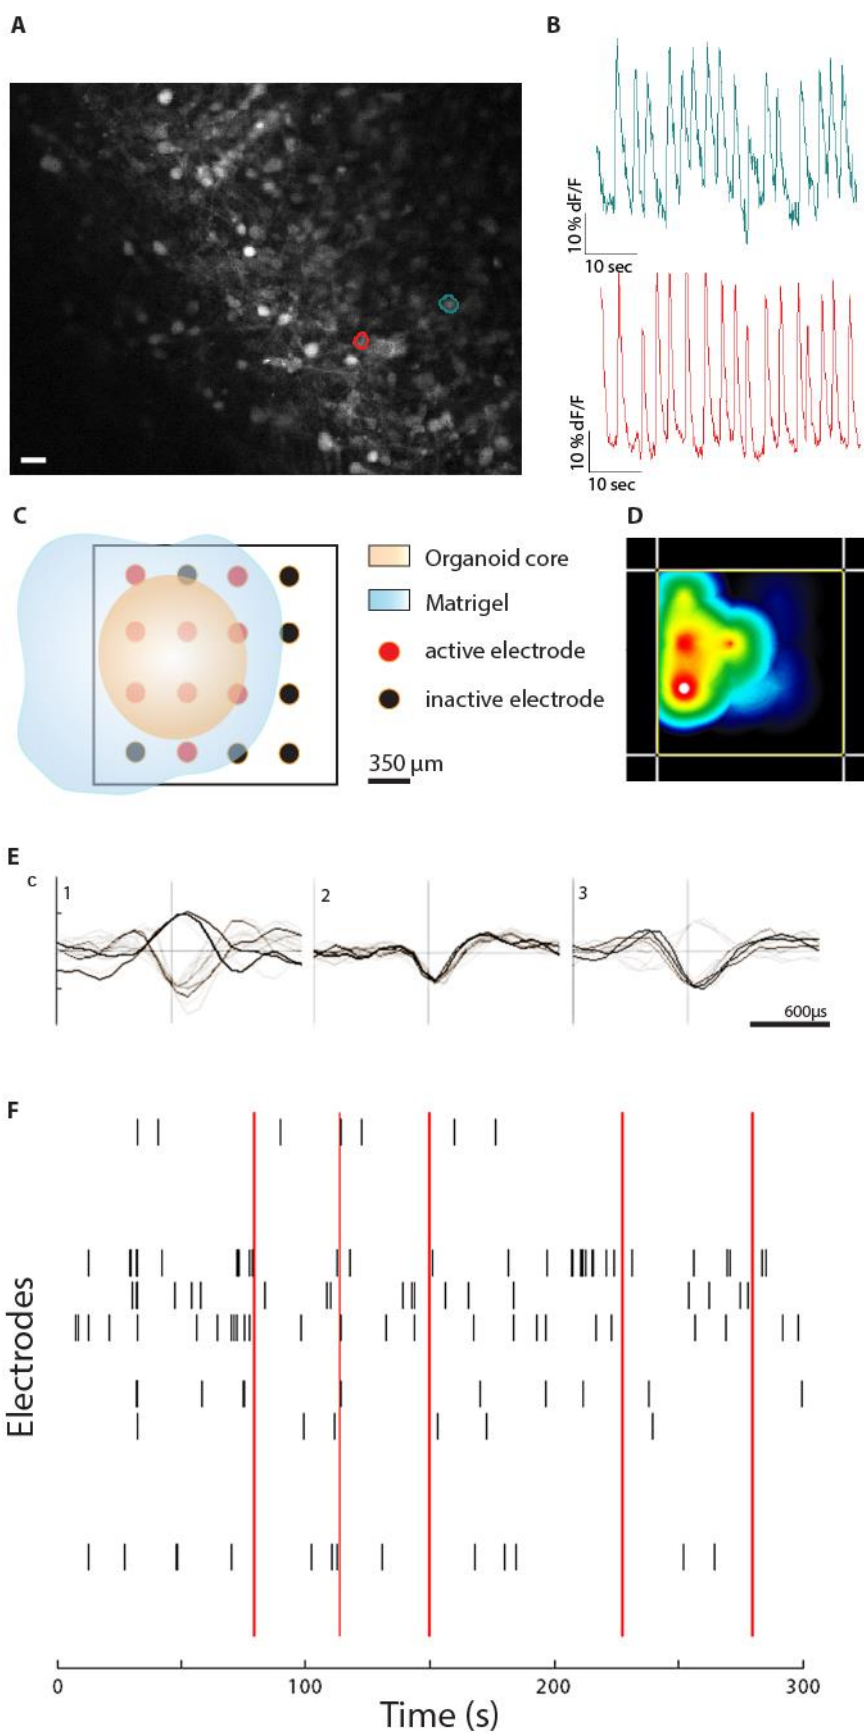 A
B
10 % dF/F
10 sec
10 % dF/F
10 sec
C
D
Organoid core
Matrigel
active electrode
inactive electrode
350 µm
E
c
1
2
3
600µs
F
Electrodes
0
100
200
300
Time (s)